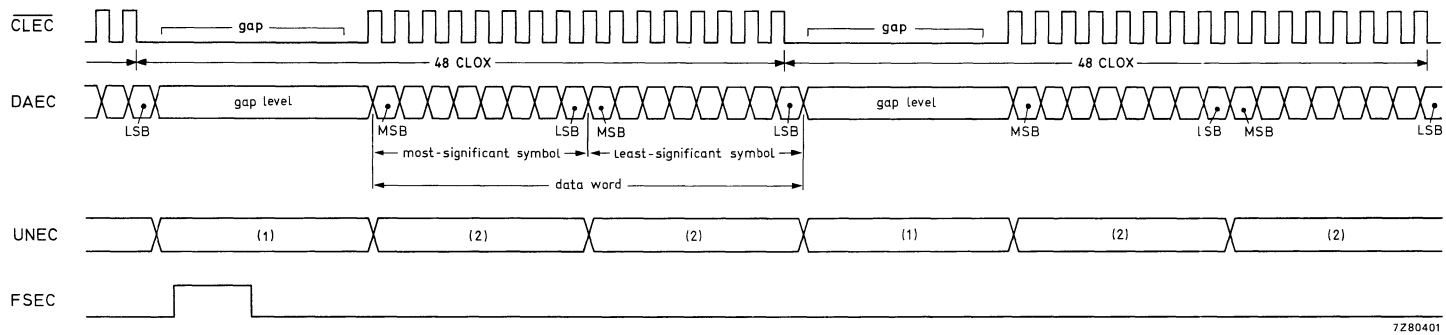 CLEC gap gap
48 CLOX 48 CLOX
DAEC gap level gap level
LSB MSB LSB MSB LSB MSB LSB MSB LSB
most-significant symbol least-significant symbol
data word
UNEC (1) (2) (2) (1) (2) (2)
FSEC
7Z80401